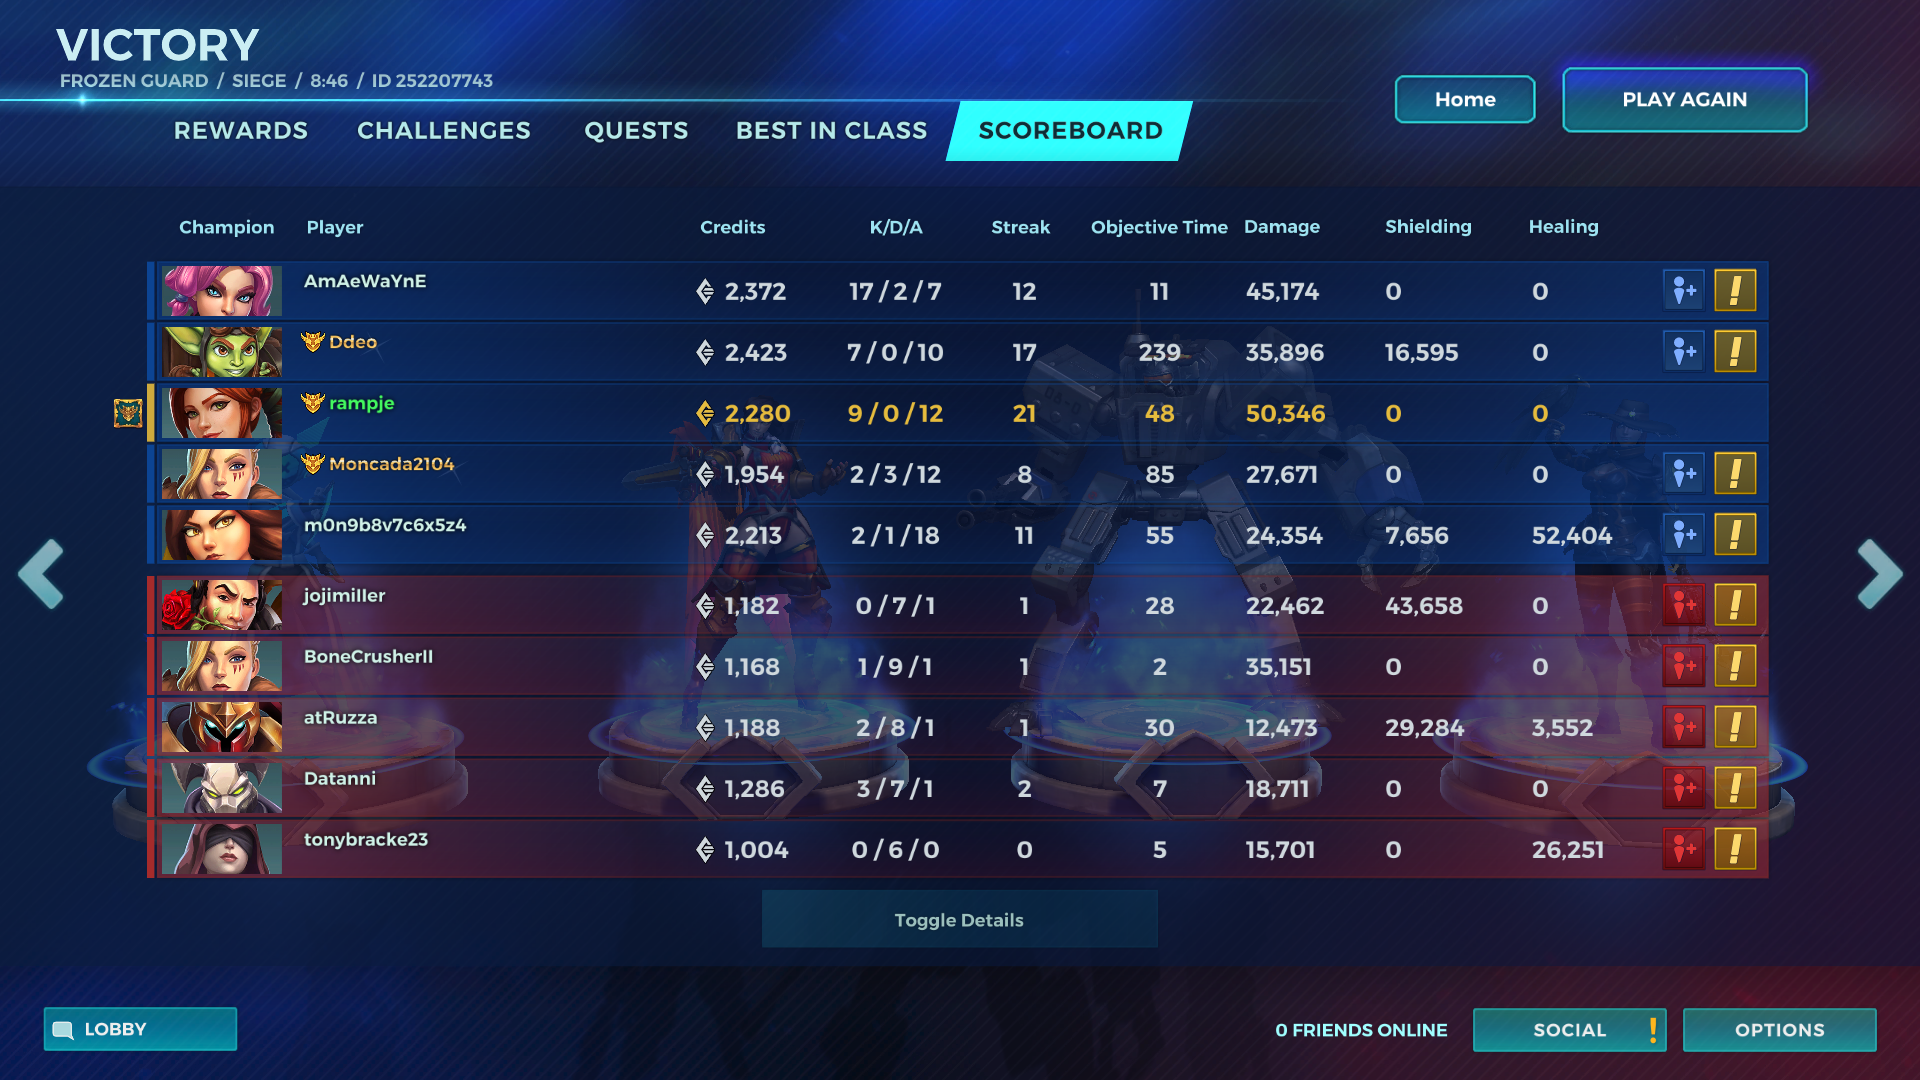 VICTORY
FROZEN GUARD / SIEGE / 8:46 / ID 252207743
Home
PLAY AGAIN
REWARDS CHALLENGES QUESTS BEST IN CLASS SCOREBOARD
Champion Player Credits K/D/A Streak Objective Time Damage Shielding Healing
AmAeWaYnE 2,372 17 / 2 / 7 12 11 45,174 0 0
Ddeo 2,423 7 / 0 / 10 17 239 35,896 16,595 0
rampje 2,280 9 / 0 / 12 21 48 50,346 0 0
Moncada2104 1,954 2 / 3 / 12 8 85 27,671 0 0
m0n9b8v7c6x5z4 2,213 2 / 1 / 18 11 55 24,354 7,656 52,404
jojimiller 1,182 0 / 7 / 1 1 28 22,462 43,658 0
BoneCrusherII 1,168 1 / 9 / 1 1 2 35,151 0 0
atRuzza 1,188 2 / 8 / 1 1 30 12,473 29,284 3,552
Datanni 1,286 3 / 7 / 1 2 7 18,711 0 0
tonybracke23 1,004 0 / 6 / 0 0 5 15,701 0 26,251
Toggle Details
LOBBY
0 FRIENDS ONLINE
SOCIAL !
OPTIONS